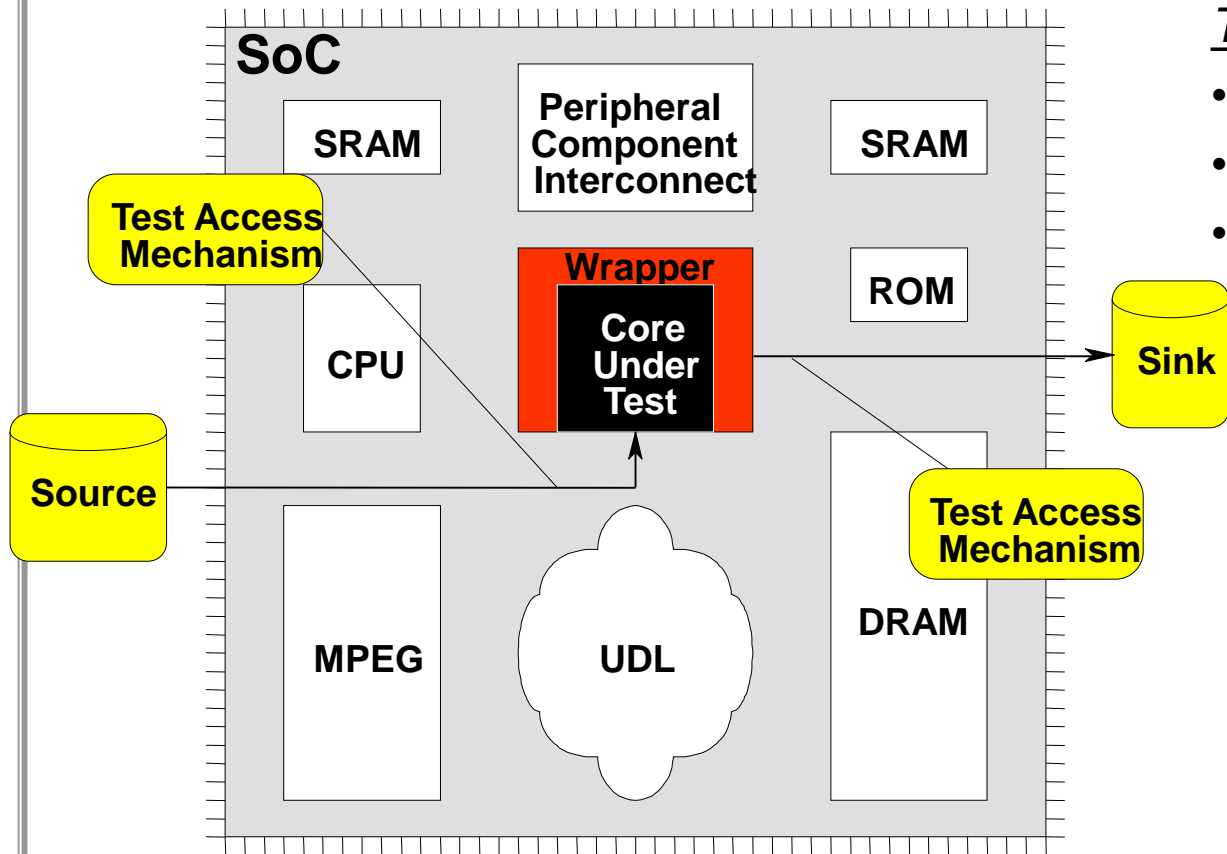 SoC
Peripheral
Component
Interconnect
SRAM
SRAM
Test Access
Mechanism
Wrapper
ROM
Core
Under
Test
CPU
Sink
Source
Test Access
Mechanism
MPEG
UDL
DRAM